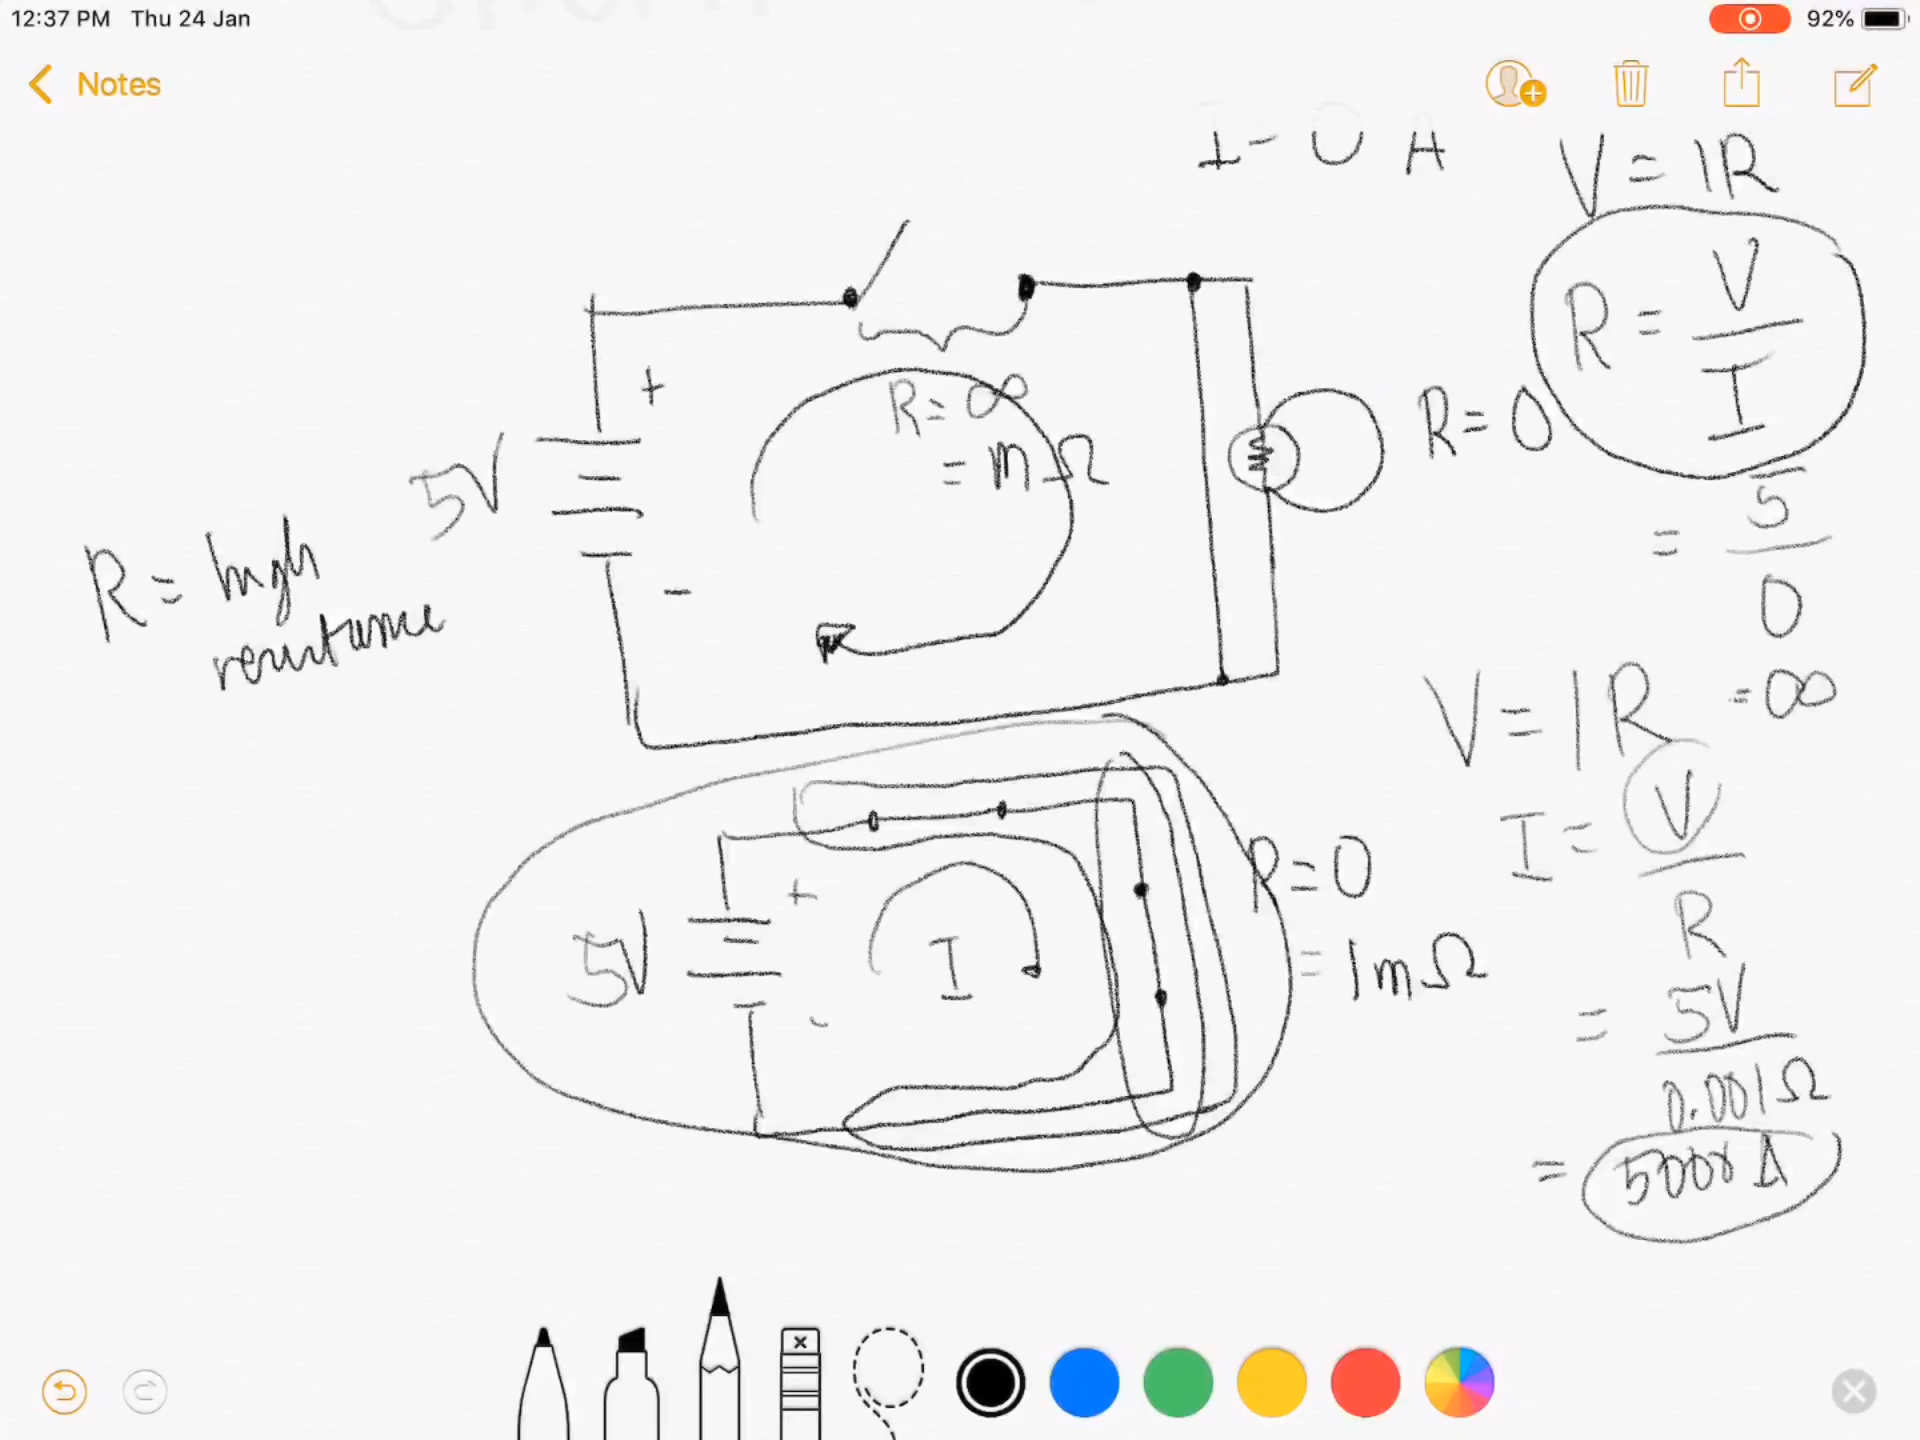 12:37 PM Thu 24 Jan
92%
Notes
I - 0 A
V = IR
R = V
I
= 5
0
= ∞
+
R = ∞
= mΩ
5V
R = 0
R = high
resistance
-
V = IR
I = V
R
= 5V
0.001Ω
= 5000 A
+
5V
I
-
R = 0
= 1mΩ